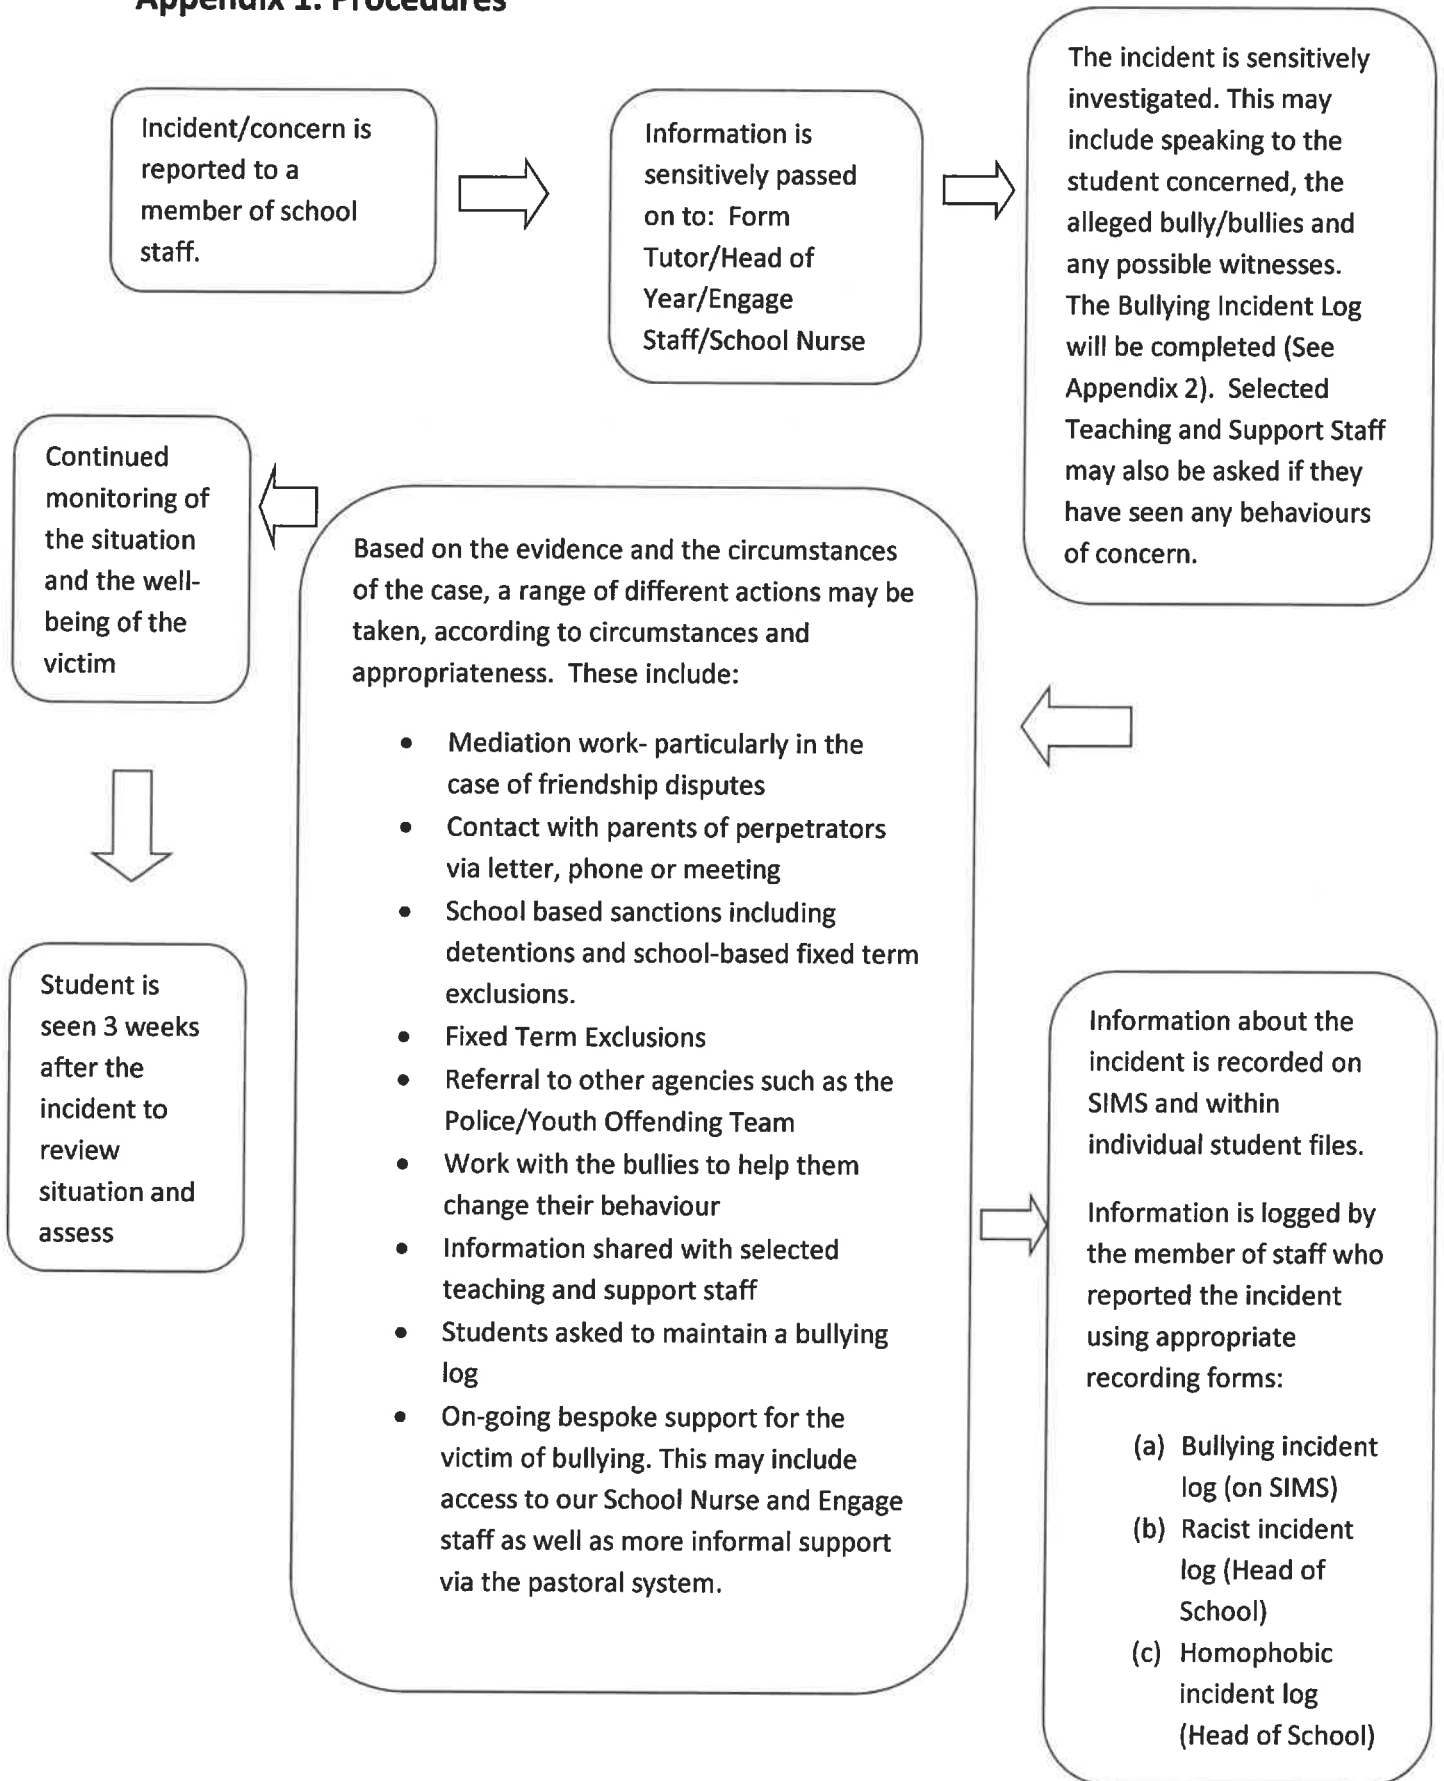 Appendix 1: Procedures
Incident/concern is
reported to a
member of school
staff.
Information is
sensitively passed
on to: Form
Tutor/Head of
Year/Engage
Staff/School Nurse
The incident is sensitively
investigated. This may
include speaking to the
student concerned, the
alleged bully/bullies and
any possible witnesses.
The Bullying Incident Log
will be completed (See
Appendix 2). Selected
Teaching and Support Staff
may also be asked if they
have seen any behaviours
of concern.
Based on the evidence and the circumstances
of the case, a range of different actions may be
taken, according to circumstances and
appropriateness. These include:
• Mediation work- particularly in the
case of friendship disputes
• Contact with parents of perpetrators
via letter, phone or meeting
• School based sanctions including
detentions and school-based fixed term
exclusions.
• Fixed Term Exclusions
• Referral to other agencies such as the
Police/Youth Offending Team
• Work with the bullies to help them
change their behaviour
• Information shared with selected
teaching and support staff
• Students asked to maintain a bullying
log
• On-going bespoke support for the
victim of bullying. This may include
access to our School Nurse and Engage
staff as well as more informal support
via the pastoral system.
Continued
monitoring of
the situation
and the well-
being of the
victim
Student is
seen 3 weeks
after the
incident to
review
situation and
assess
Information about the
incident is recorded on
SIMS and within
individual student files.
Information is logged by
the member of staff who
reported the incident
using appropriate
recording forms:
(a) Bullying incident
log (on SIMS)
(b) Racist incident
log (Head of
School)
(c) Homophobic
incident log
(Head of School)